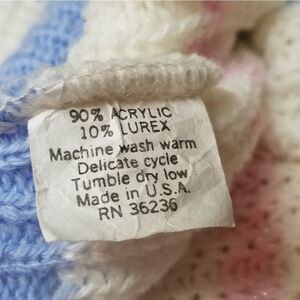 90% ACRYLIC
10% LUREX
Machine wash warm
Delicate cycle
Tumble dry low
Made in U.S.A.
RN 36236